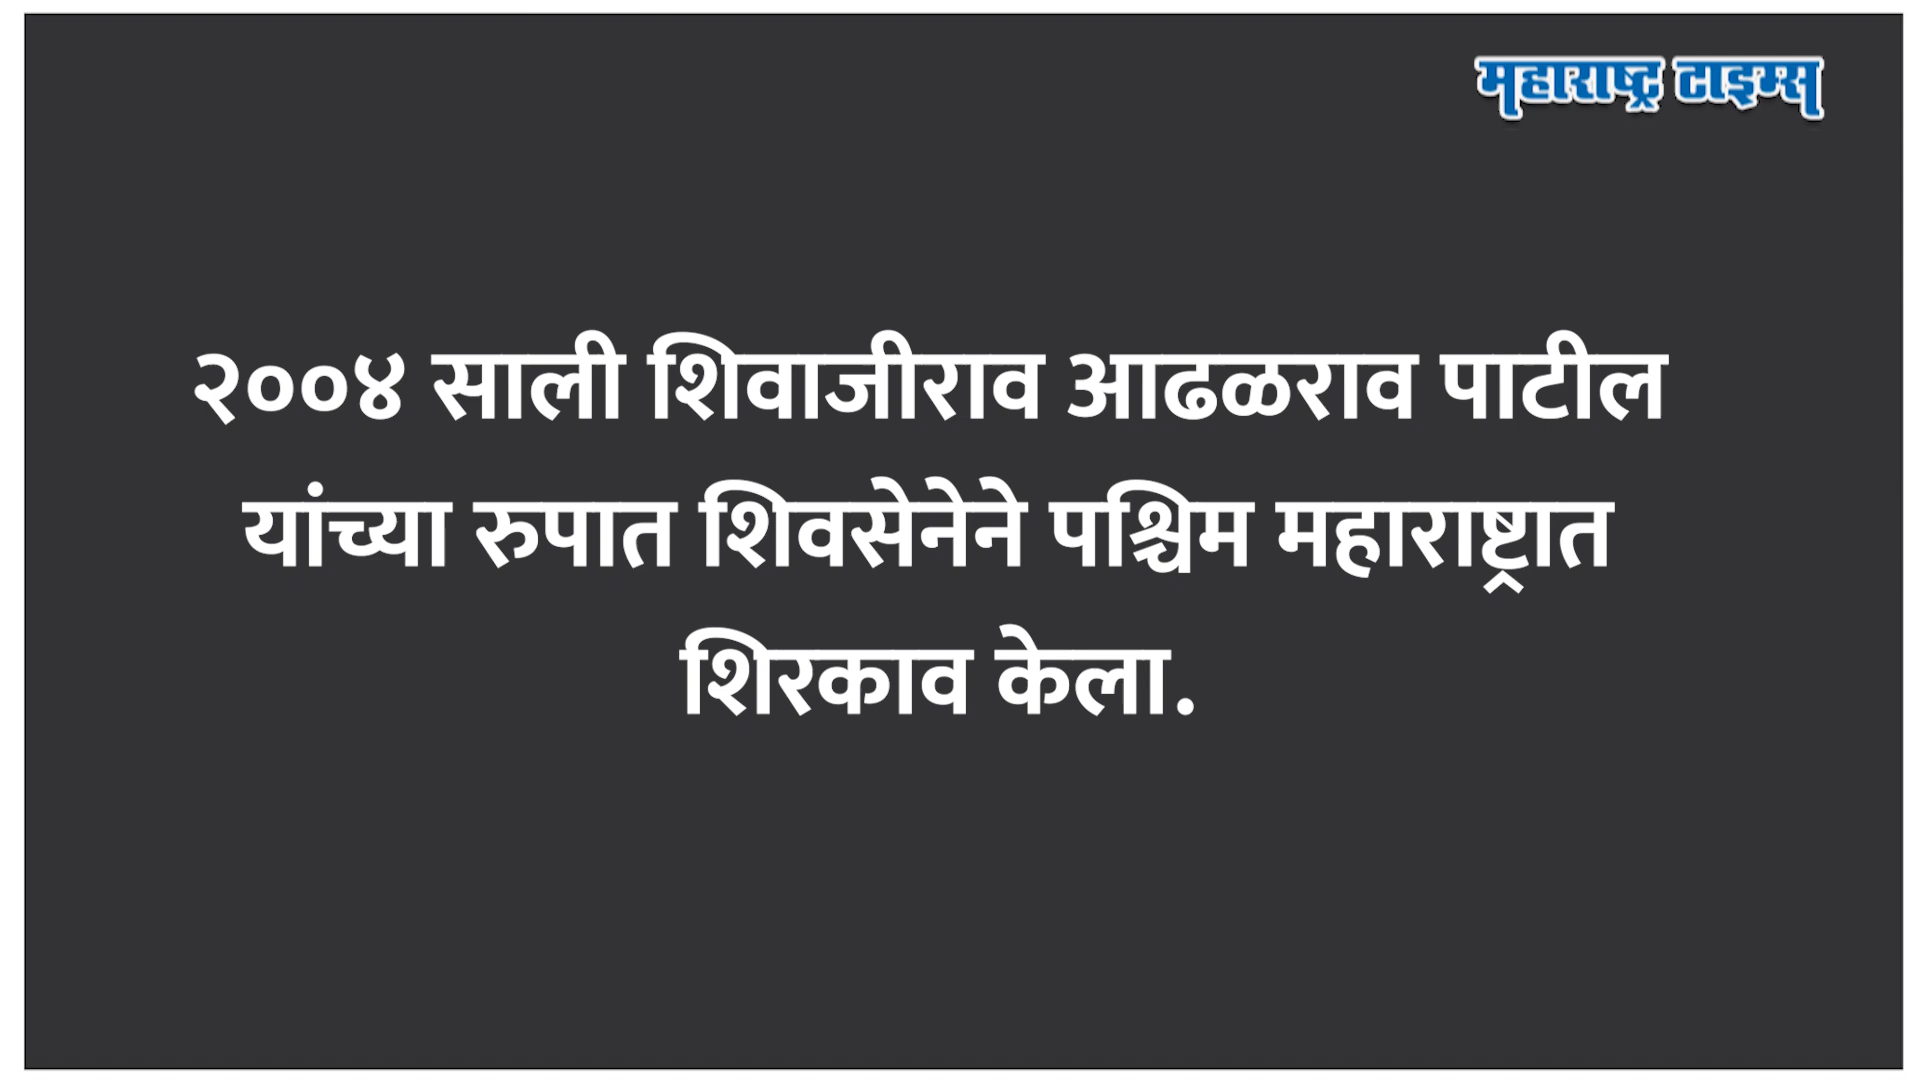 महाराष्ट्र टाइम्स
२००४ साली शिवाजीराव आढळराव पाटील
यांच्या रुपात शिवसेनेने पश्चिम महाराष्ट्रात
शिरकाव केला.